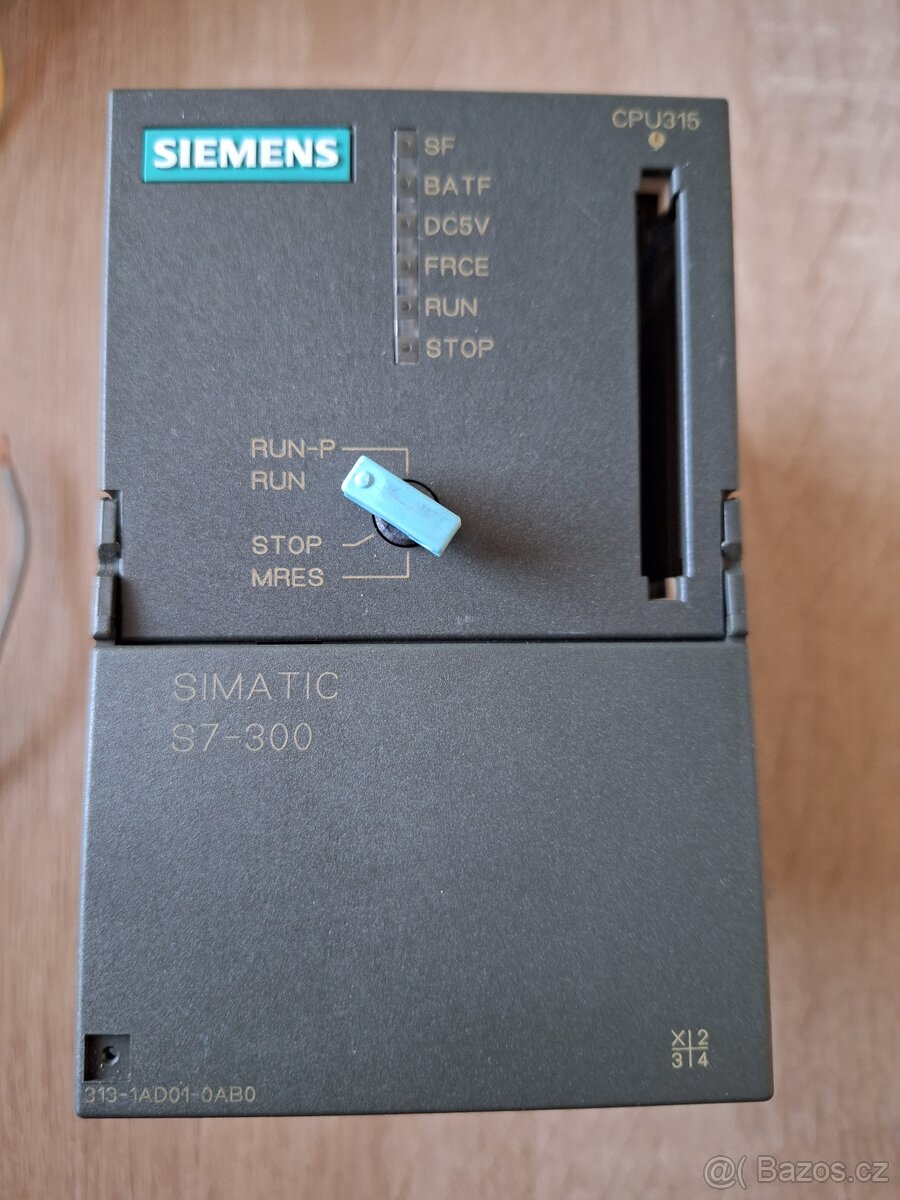 SIEMENS
CPU315
SF
BATF
DC5V
FRCE
RUN
STOP
RUN-P
RUN
STOP
MRES
SIMATIC
S7-300
X 2
3 4
313-1AD01-0AB0
@( Bazos.cz